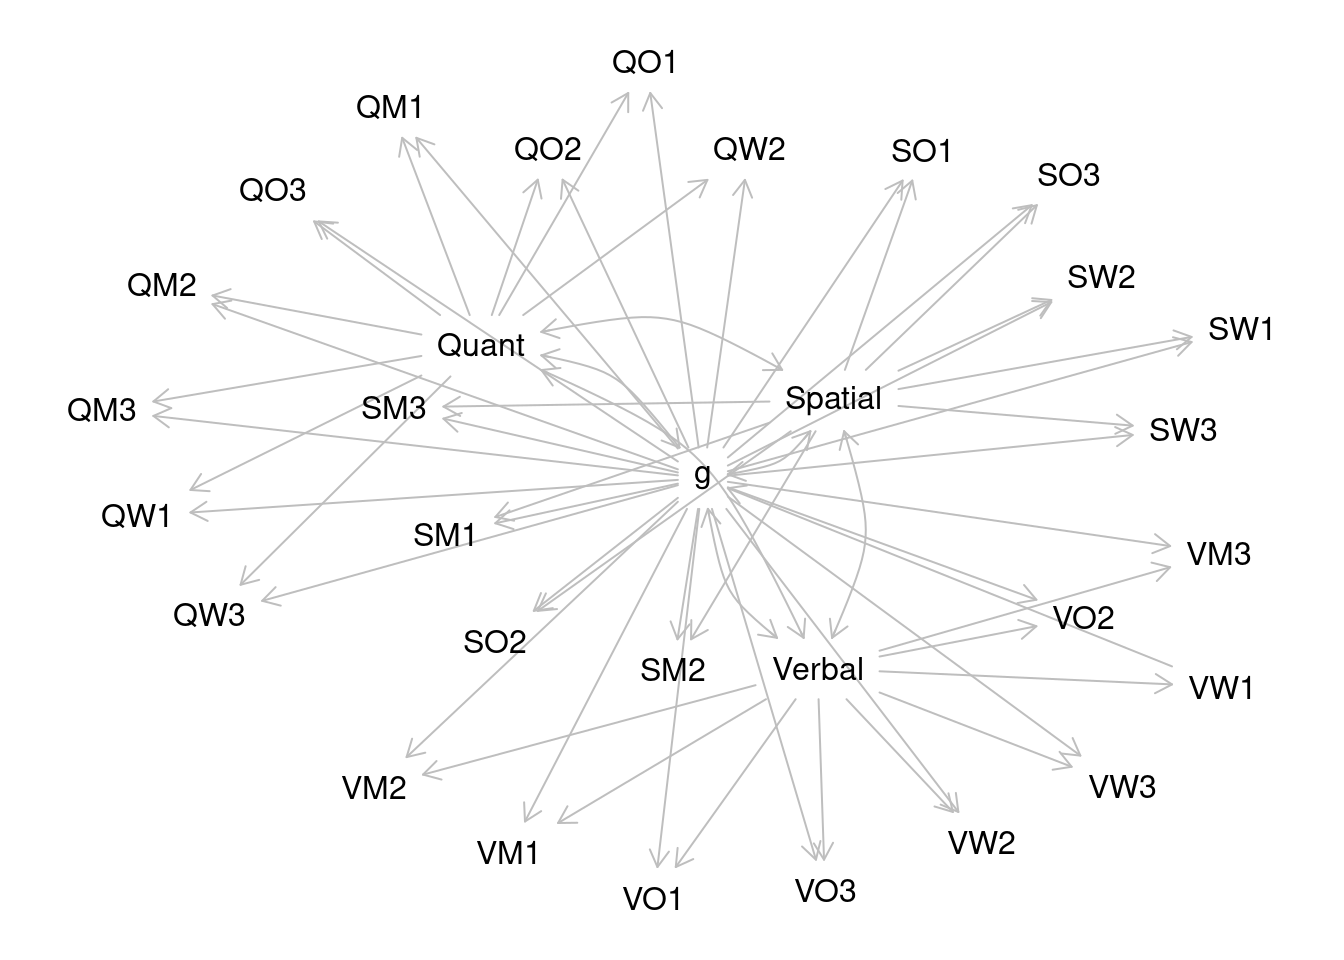 QO1
QM1
QO2
QW2
SO1
SO3
QO3
SW2
QM2
SW1
Quant
Spatial
QM3
SM3
SW3
g
QW1
SM1
VM3
QW3
VO2
SO2
SM2
Verbal
VW1
VM2
VW3
VM1
VW2
VO1
VO3